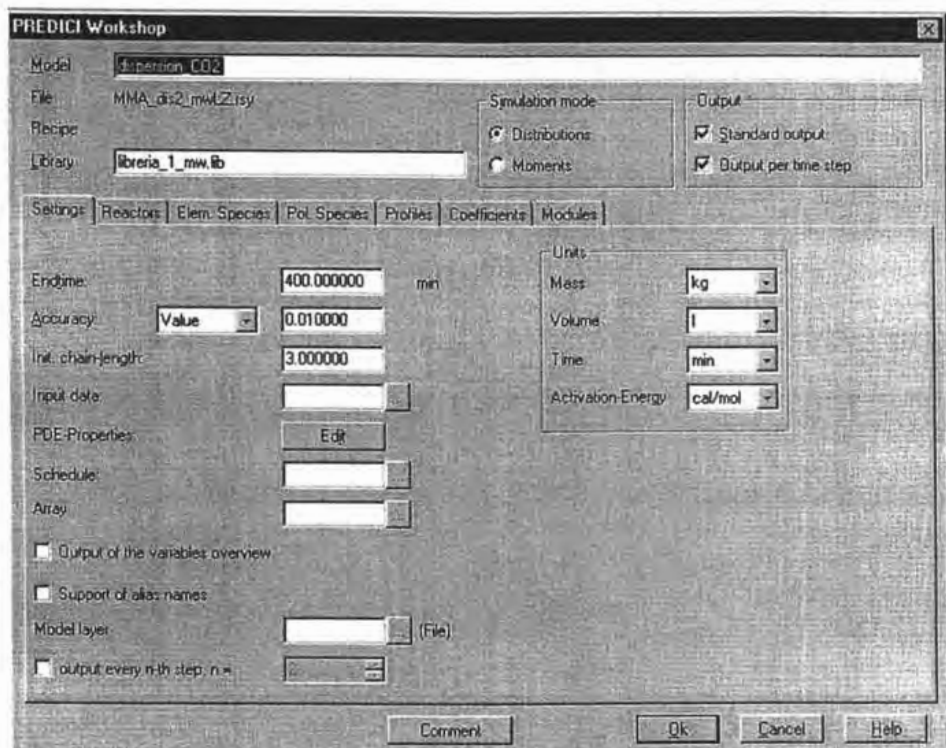 PREDICI Workshop
Model dispersion_CO2
File MMA_dis2_mwLZ.rsy
Recipe
Library libreria_1_mw.lib
Simulation mode
Distributions
Moments
Output
Standard output
Output per time step
Settings Reactors Elem. Species Pol. Species Profiles Coefficients Modules
Endtime: 400.000000 min
Accuracy: Value 0.010000
Init. chain-length: 3.000000
Input data: ...
PDE-Properties: Edit
Schedule: ...
Array ...
Output of the variables overview
Support of alias names
Model layer ... (File)
output every n-th step, n =
Units
Mass kg
Volume l
Time min
Activation-Energy cal/mol
Comment Ok Cancel Help